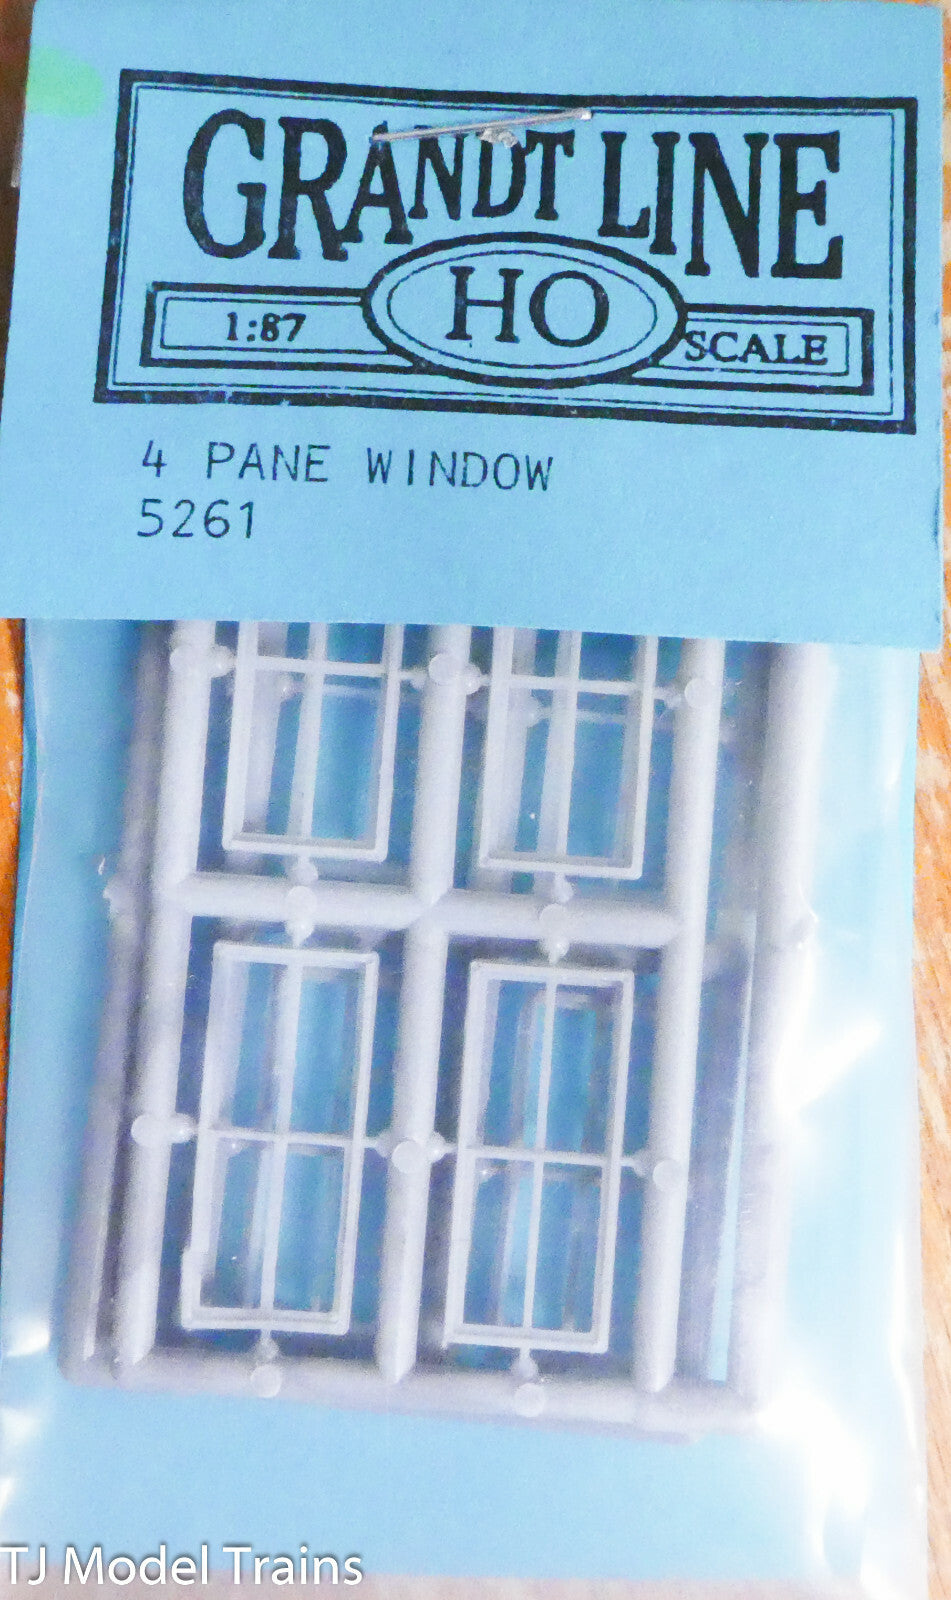 GRANDT LINE
HO
1:87 SCALE
4 PANE WINDOW
5261
TJ Model Trains